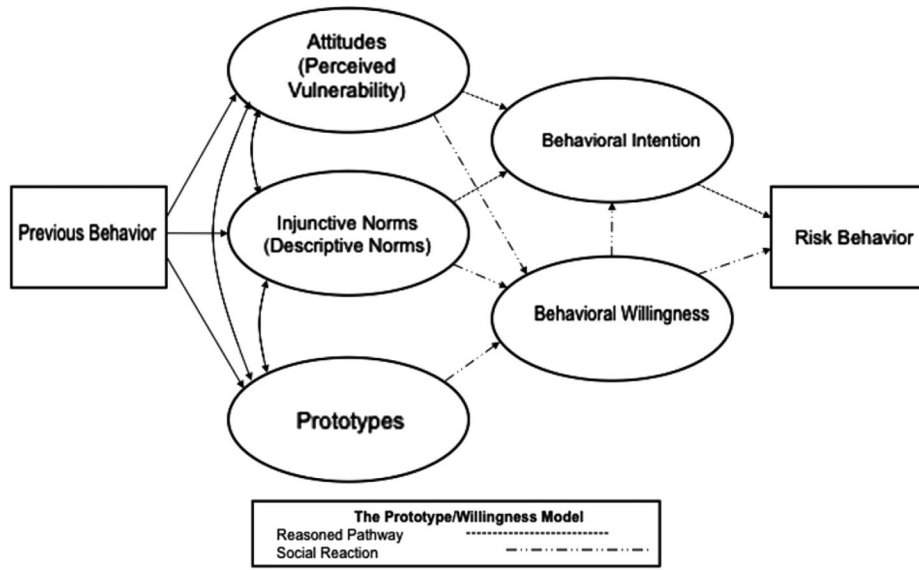 Attitudes
(Perceived
Vulnerability)
Behavioral Intention
Previous Behavior
Injunctive Norms
(Descriptive Norms)
Risk Behavior
Behavioral Willingness
Prototypes
The Prototype/Willingness Model
Reasoned Pathway
Social Reaction